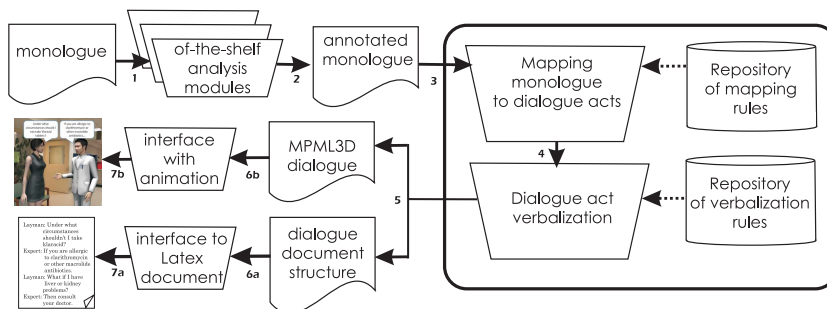 monologue
1
of-the-shelf
analysis
modules
2
annotated
monologue
3
Mapping
monologue
to dialogue acts
Repository
of mapping
rules
4
Dialogue act
verbalization
Repository
of verbalization
rules
5
MPML3D
dialogue
6b
interface
with
animation
7b
dialogue
document
structure
6a
interface to
Latex
document
7a
Layman: Under what
circumstances
shouldn't I take
klaracid?
Expert: If you are allergic
to clarithromycin
or other macrolide
antibiotics.
Layman: What if I have
liver or kidney
problems?
Expert: Then consult
your doctor.